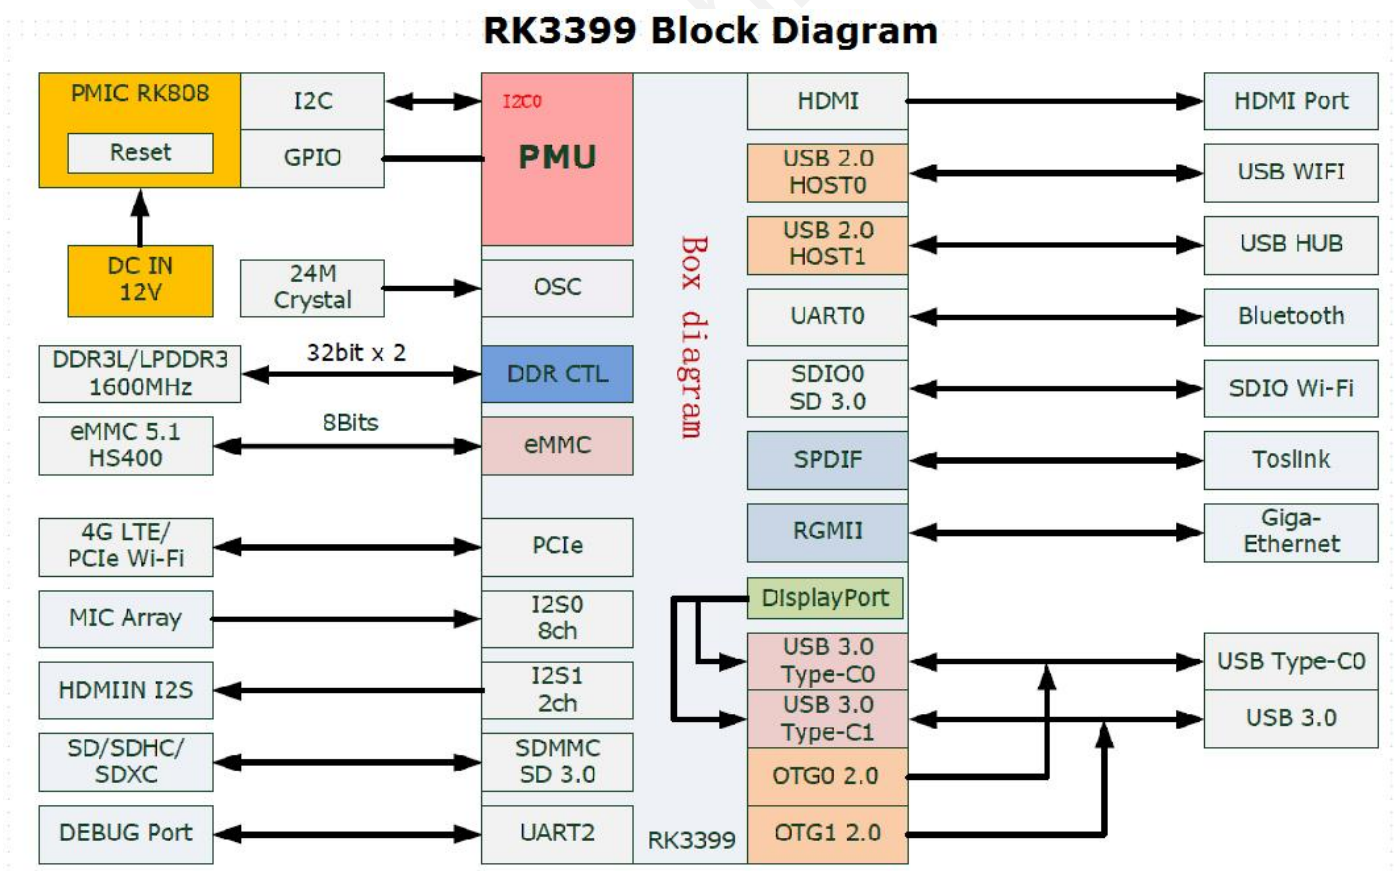 RK3399 Block Diagram
PMIC RK808
Reset
I2C
GPIO
DC IN
12V
24M
Crystal
DDR3L/LPDDR3
1600MHz
32bit x 2
eMMC 5.1
HS400
8Bits
4G LTE/
PCIe Wi-Fi
MIC Array
HDMIIN I2S
SD/SDHC/
SDXC
DEBUG Port
I2C0
PMU
OSC
DDR CTL
eMMC
PCIe
I2S0
8ch
I2S1
2ch
SDMMC
SD 3.0
UART2
Box diagram
RK3399
HDMI
USB 2.0
HOST0
USB 2.0
HOST1
UART0
SDIO0
SD 3.0
SPDIF
RGMII
DisplayPort
USB 3.0
Type-C0
USB 3.0
Type-C1
OTG0 2.0
OTG1 2.0
HDMI Port
USB WIFI
USB HUB
Bluetooth
SDIO Wi-Fi
Toslink
Giga-
Ethernet
USB Type-C0
USB 3.0